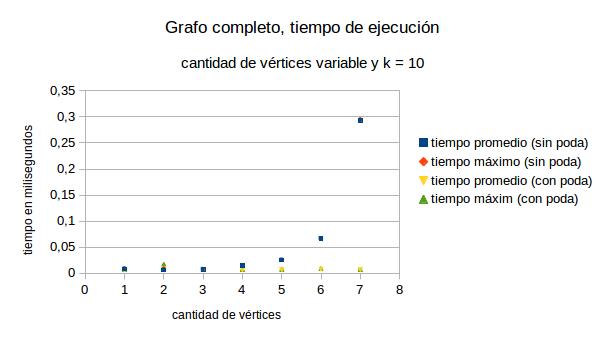 Grafo completo, tiempo de ejecución
cantidad de vértices variable y k = 10
0,35
0,3
0,25
0,2
0,15
0,1
0,05
0
0 1 2 3 4 5 6 7 8
tiempo en milisegundos
cantidad de vértices
tiempo promedio (sin poda)
tiempo máximo (sin poda)
tiempo promedio (con poda)
tiempo máxim (con poda)